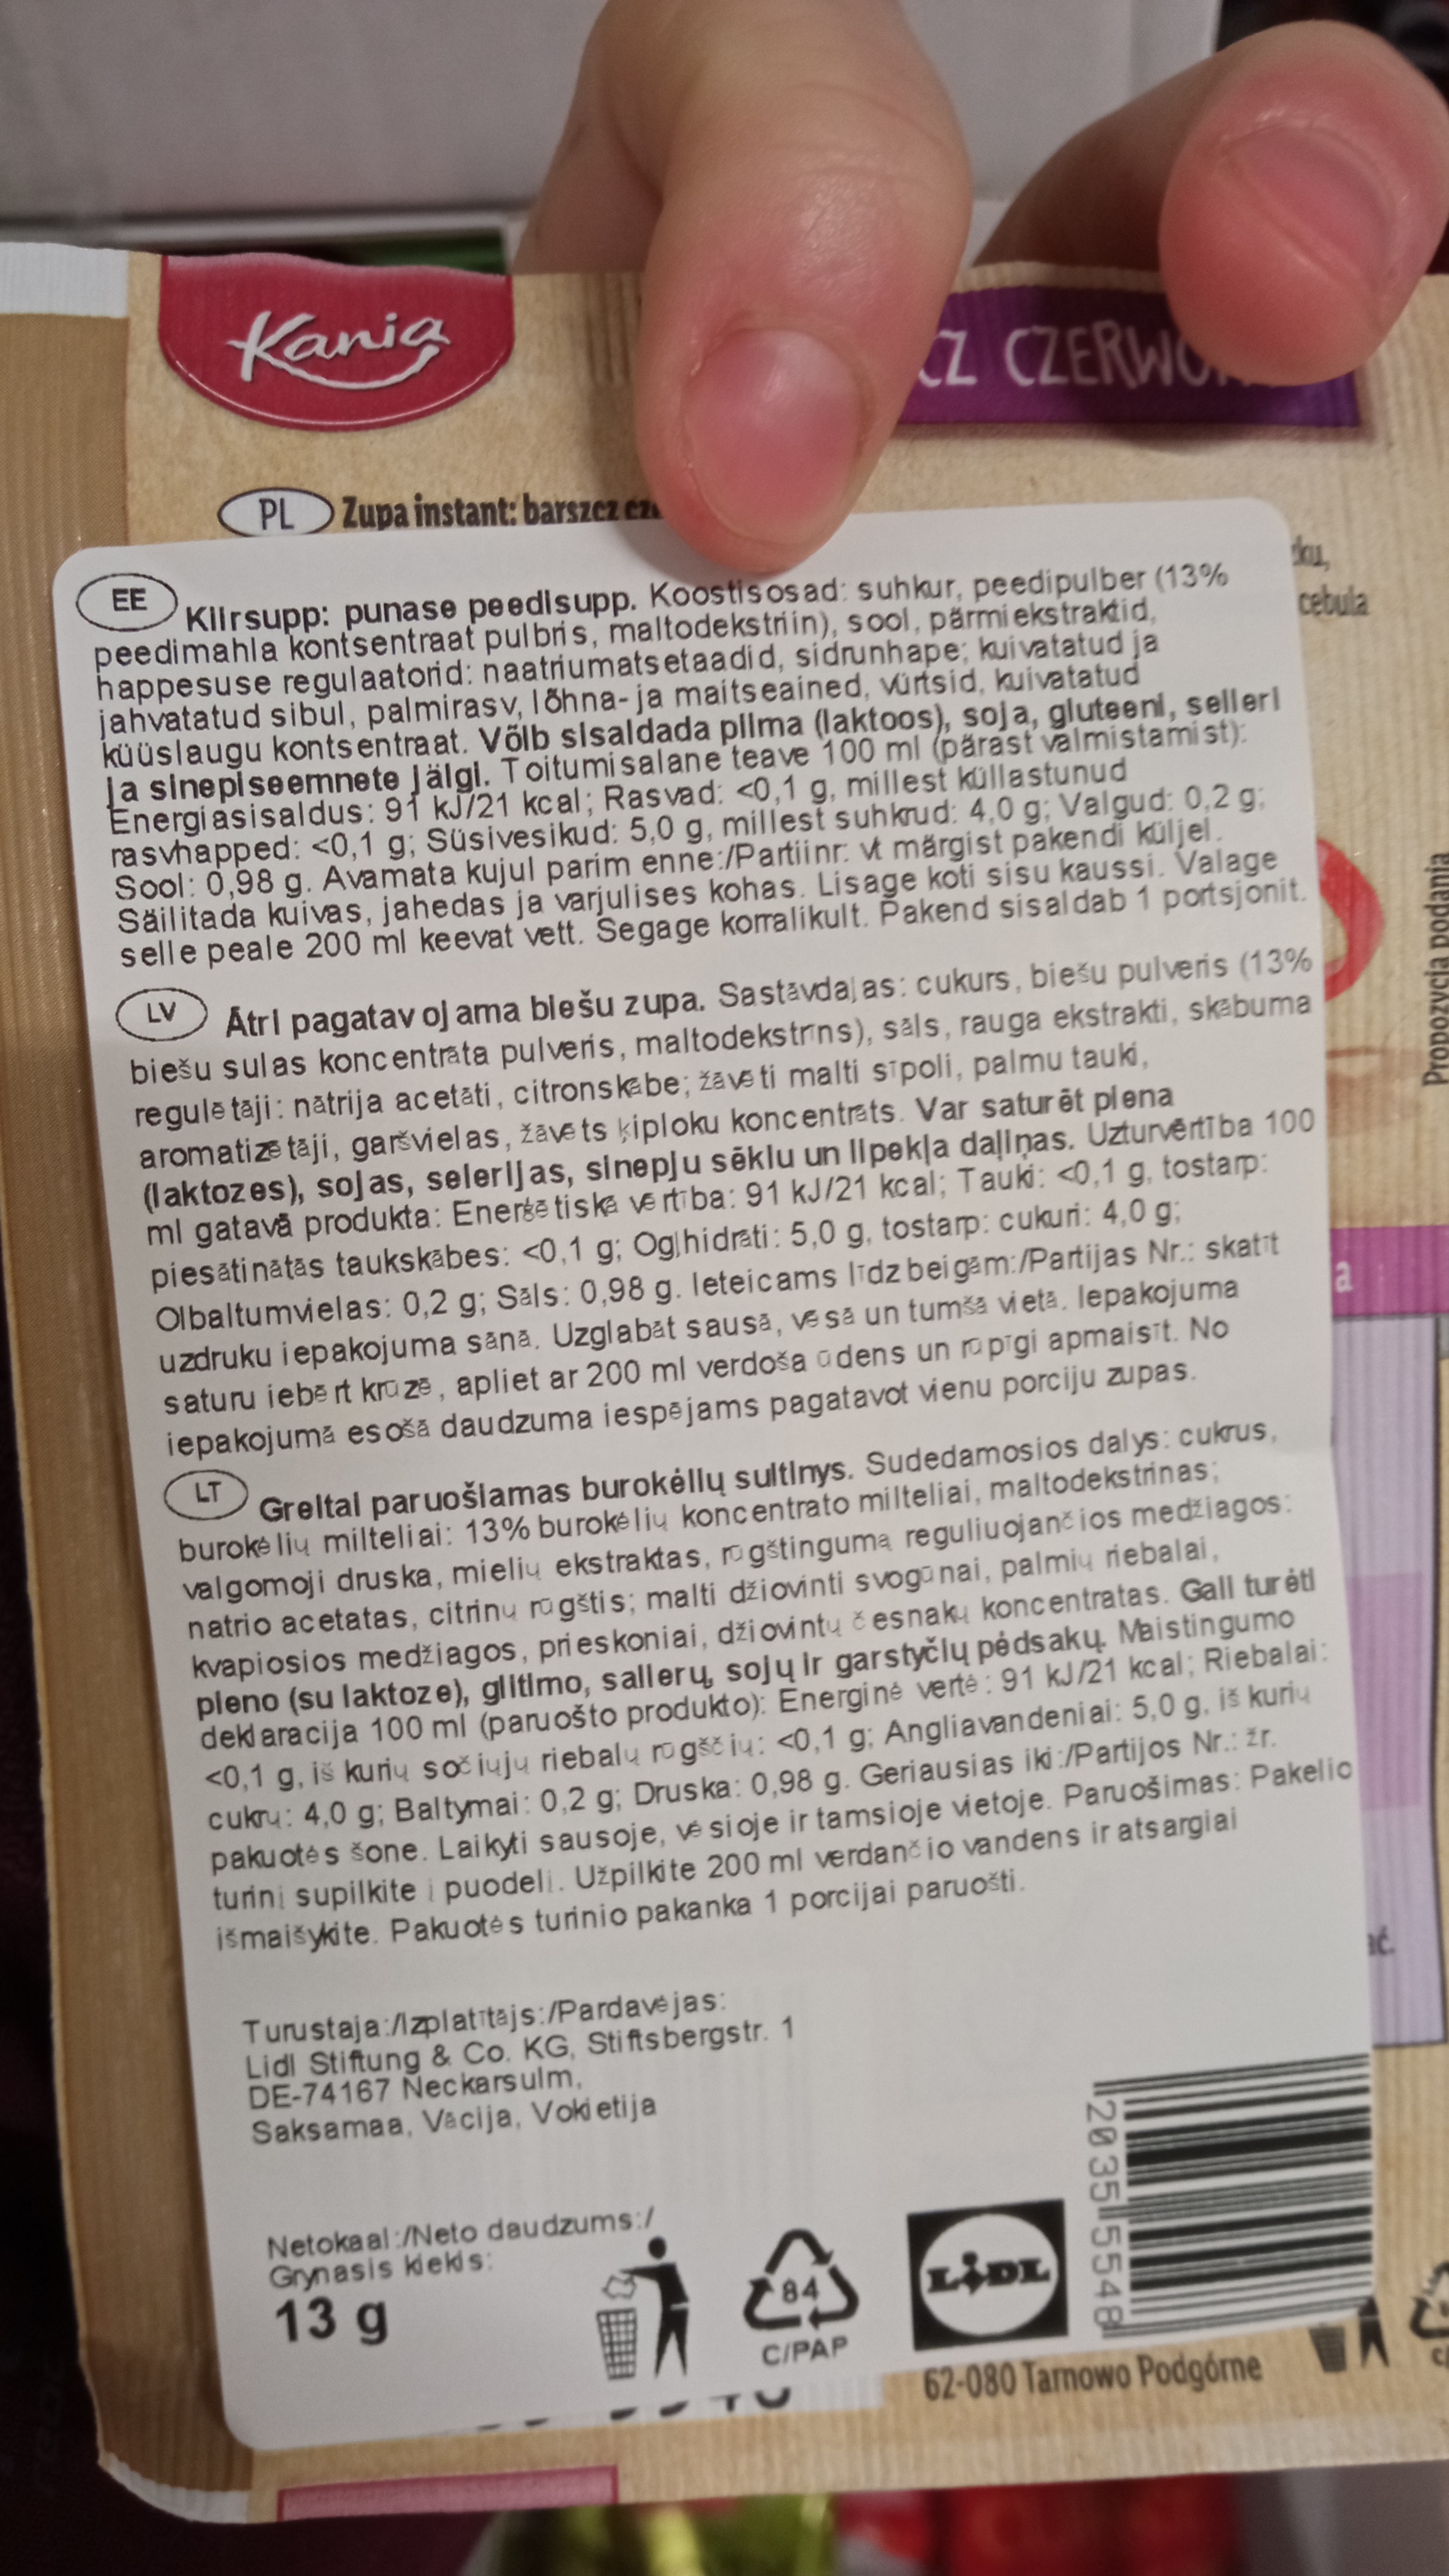 Kania
CZ CZERWO
PL Zupa instant: barszcz
EE Kiirsupp: punase peedisupp. Koostisosad: suhkur, peedipulber (13%
peedimahla kontsentraat pulbris, maltodekstriin), sool, pärmiekstraktid,
happesuse regulaatorid: naatriumatsetaadid, sidrunhape; kuivatatud ja
jahvatatud sibul, palmirasv, lõhna- ja maitseained, vürtsid, kuivatatud
küüslaugu kontsentraat. Võib sisaldada piima (laktoos), soja, gluteeni, selleri
ja sinepiseemnete jälgi. Toitumisalane teave 100 ml (pärast valmistamist):
Energiasisaldus: 91 kJ/21 kcal; Rasvad: <0,1 g, millest küllastunud
rasvhapped: <0,1 g; Süsivesikud: 5,0 g, millest suhkrud: 4,0 g; Valgud: 0,2 g;
Sool: 0,98 g. Avamata kujul parim enne:/Partiinr: vt märgist pakendi küljel.
Säilitada kuivas, jahedas ja varjulises kohas. Lisage koti sisu kaussi. Valage
selle peale 200 ml keevat vett. Segage korralikult. Pakend sisaldab 1 portsjonit.
LV Ātri pagatavojama biešu zupa. Sastāvdaļas: cukurs, biešu pulveris (13%
biešu sulas koncentrāta pulveris, maltodekstrīns), sāls, rauga ekstrakti, skābuma
regulētāji: nātrija acetāti, citronskābe; žāvēti malti sīpoli, palmu tauki,
aromatizētāji, garšvielas, žāvēts ķiploku koncentrāts. Var saturēt piena
(laktozes), sojas, selerijas, sinepju sēklu un lipekļa daļiņas. Uzturvērtība 100
ml gatavā produkta: Enerģētiskā vērtība: 91 kJ/21 kcal; Tauki: <0,1 g, tostarp:
piesātinātās taukskābes: <0,1 g; Ogļhidrāti: 5,0 g, tostarp: cukuri: 4,0 g;
Olbaltumvielas: 0,2 g; Sāls: 0,98 g. Ieteicams līdz beigām:/Partijas Nr.: skatīt
uzdruku iepakojuma sānā. Uzglabāt sausā, vēsā un tumšā vietā. Iepakojuma
saturu iebērt krūzē, apliet ar 200 ml verdoša ūdens un rūpīgi apmaisīt. No
iepakojumā esošā daudzuma iespējams pagatavot vienu porciju zupas.
LT Greitai paruošiamas burokėlių sultinys. Sudedamosios dalys: cukrus,
burokėlių milteliai: 13% burokėlių koncentrato milteliai, maltodekstrinas;
valgomoji druska, mielių ekstraktas, rūgštingumą reguliuojančios medžiagos:
natrio acetatas, citrinų rūgštis; malti džiovinti svogūnai, palmių riebalai,
kvapiosios medžiagos, prieskoniai, džiovintų česnakų koncentratas. Gali turėti
pieno (su laktoze), glitimo, salierų, sojų ir garstyčių pėdsakų. Maistingumo
deklaracija 100 ml (paruošto produkto): Energinė vertė: 91 kJ/21 kcal; Riebalai:
<0,1 g, iš kurių sočiųjų riebalų rūgščių: <0,1 g; Angliavandeniai: 5,0 g, iš kurių
cukrų: 4,0 g; Baltymai: 0,2 g; Druska: 0,98 g. Geriausias iki:/Partijos Nr.: žr.
pakuotės šone. Laikyti sausoje, vėsioje ir tamsioje vietoje. Paruošimas: Pakelio
turinį supilkite į puodelį. Užpilkite 200 ml verdančio vandens ir atsargiai
išmaišykite. Pakuotės turinio pakanka 1 porcijai paruošti.
Turustaja:/Izplatītājs:/Pardavėjas:
Lidl Stiftung & Co. KG, Stiftsbergstr. 1
DE-74167 Neckarsulm,
Saksamaa, Vācija, Vokietija
Netokaal:/Neto daudzums:/
Grynasis kiekis:
13 g
84
C/PAP
LIDL
20355548
62-080 Tarnowo Podgórne
cebula
Propozycja podania